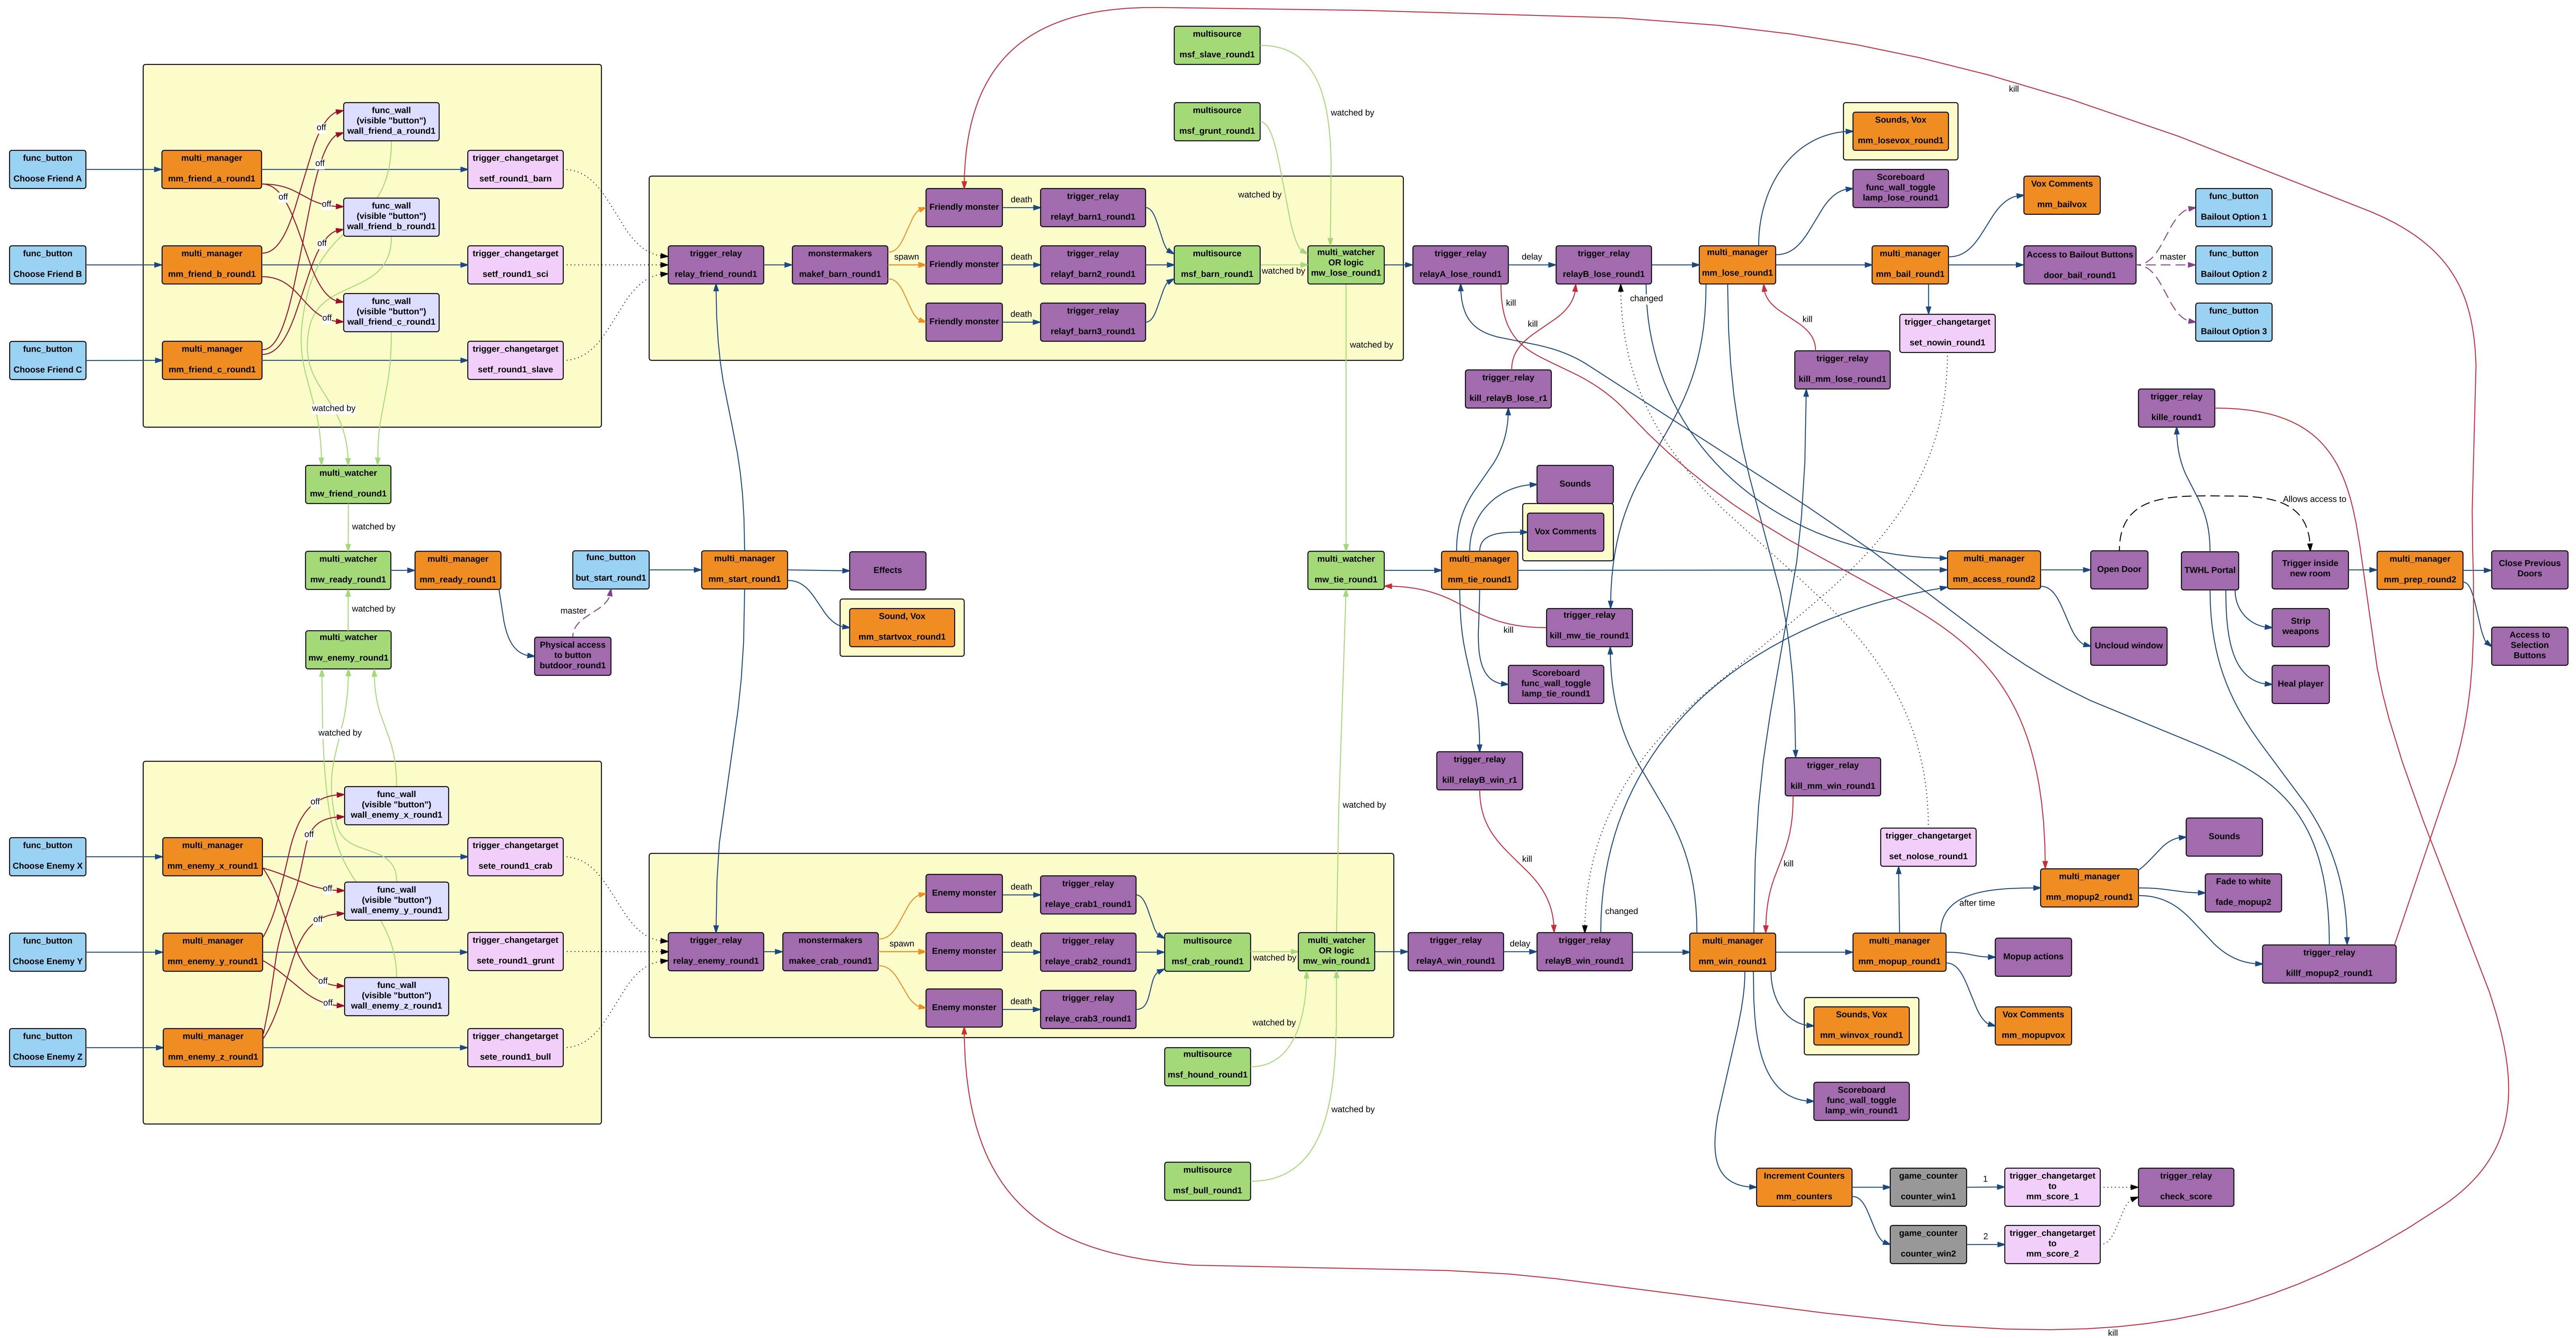 multisource
msf_slave_round1
kill
watched by
multisource
msf_grunt_round1
watched by
func_wall
(visible "button")
wall_friend_a_round1
off
off
func_button
Choose Friend A
multi_manager
mm_friend_a_round1
trigger_changetarget
setf_round1_barn
off
off
func_wall
(visible "button")
wall_friend_b_round1
off
func_button
Choose Friend B
multi_manager
mm_friend_b_round1
trigger_changetarget
setf_round1_sci
func_wall
(visible "button")
wall_friend_c_round1
off
func_button
Choose Friend C
multi_manager
mm_friend_c_round1
trigger_changetarget
setf_round1_slave
watched by
multi_watcher
mw_friend_round1
watched by
multi_watcher
mw_ready_round1
multi_manager
mm_ready_round1
watched by
multi_watcher
mw_enemy_round1
Physical access
to button
butdoor_round1
master
func_button
but_start_round1
multi_manager
mm_start_round1
Effects
Sound, Vox
mm_startvox_round1
trigger_relay
relay_friend_round1
monstermakers
makef_barn_round1
spawn
Friendly monster
death
trigger_relay
relayf_barn1_round1
Friendly monster
death
trigger_relay
relayf_barn2_round1
Friendly monster
death
trigger_relay
relayf_barn3_round1
multisource
msf_barn_round1
watched by
multi_watcher
OR logic
mw_lose_round1
watched by
trigger_relay
relayA_lose_round1
delay
trigger_relay
relayB_lose_round1
kill
kill
changed
multi_manager
mm_lose_round1
Sounds, Vox
mm_losevox_round1
Scoreboard
func_wall_toggle
lamp_lose_round1
multi_manager
mm_bail_round1
Vox Comments
mm_bailvox
Access to Bailout Buttons
door_bail_round1
master
func_button
Bailout Option 1
func_button
Bailout Option 2
func_button
Bailout Option 3
trigger_changetarget
set_nowin_round1
kill
trigger_relay
kill_mm_lose_round1
trigger_relay
kill_relayB_lose_r1
trigger_relay
kille_round1
Sounds
Vox Comments
multi_watcher
mw_tie_round1
multi_manager
mm_tie_round1
kill
trigger_relay
kill_mw_tie_round1
Scoreboard
func_wall_toggle
lamp_tie_round1
multi_manager
mm_access_round2
Open Door
Allows access to
TWHL Portal
Trigger inside
new room
multi_manager
mm_prep_round2
Close Previous
Doors
Uncloud window
Strip
weapons
Heal player
Access to
Selection
Buttons
trigger_relay
kill_relayB_win_r1
trigger_relay
kill_mm_win_round1
watched by
watched by
func_wall
(visible "button")
wall_enemy_x_round1
off
off
func_button
Choose Enemy X
multi_manager
mm_enemy_x_round1
trigger_changetarget
sete_round1_crab
off
func_wall
(visible "button")
wall_enemy_y_round1
off
func_button
Choose Enemy Y
multi_manager
mm_enemy_y_round1
trigger_changetarget
sete_round1_grunt
off
func_wall
(visible "button")
wall_enemy_z_round1
off
func_button
Choose Enemy Z
multi_manager
mm_enemy_z_round1
trigger_changetarget
sete_round1_bull
trigger_relay
relay_enemy_round1
monstermakers
makee_crab_round1
spawn
Enemy monster
death
trigger_relay
relaye_crab1_round1
Enemy monster
death
trigger_relay
relaye_crab2_round1
Enemy monster
death
trigger_relay
relaye_crab3_round1
multisource
msf_crab_round1
watched by
multi_watcher
OR logic
mw_win_round1
watched by
multisource
msf_hound_round1
watched by
multisource
msf_bull_round1
trigger_relay
relayA_win_round1
delay
kill
trigger_relay
relayB_win_round1
changed
kill
multi_manager
mm_win_round1
trigger_changetarget
set_nolose_round1
multi_manager
mm_mopup_round1
after time
multi_manager
mm_mopup2_round1
Sounds
Fade to white
fade_mopup2
trigger_relay
killf_mopup2_round1
Mopup actions
Vox Comments
mm_mopupvox
Sounds, Vox
mm_winvox_round1
Scoreboard
func_wall_toggle
lamp_win_round1
Increment Counters
mm_counters
game_counter
counter_win1
1
trigger_changetarget
to
mm_score_1
trigger_relay
check_score
game_counter
counter_win2
2
trigger_changetarget
to
mm_score_2
kill